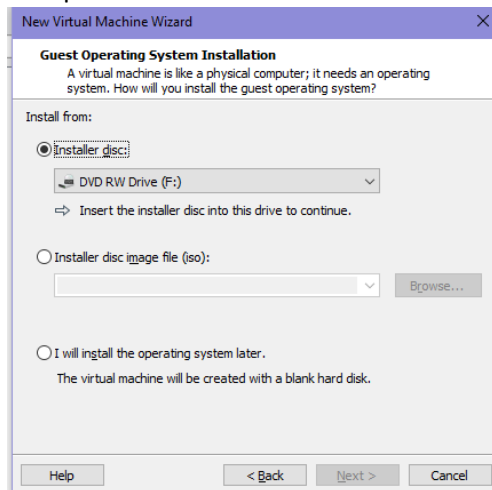 New Virtual Machine Wizard
Guest Operating System Installation
A virtual machine is like a physical computer; it needs an operating
system. How will you install the guest operating system?
Install from:
Installer disc:
DVD RW Drive (F:)
Insert the installer disc into this drive to continue.
Installer disc image file (iso):
Browse...
I will install the operating system later.
The virtual machine will be created with a blank hard disk.
Help
< Back
Next >
Cancel